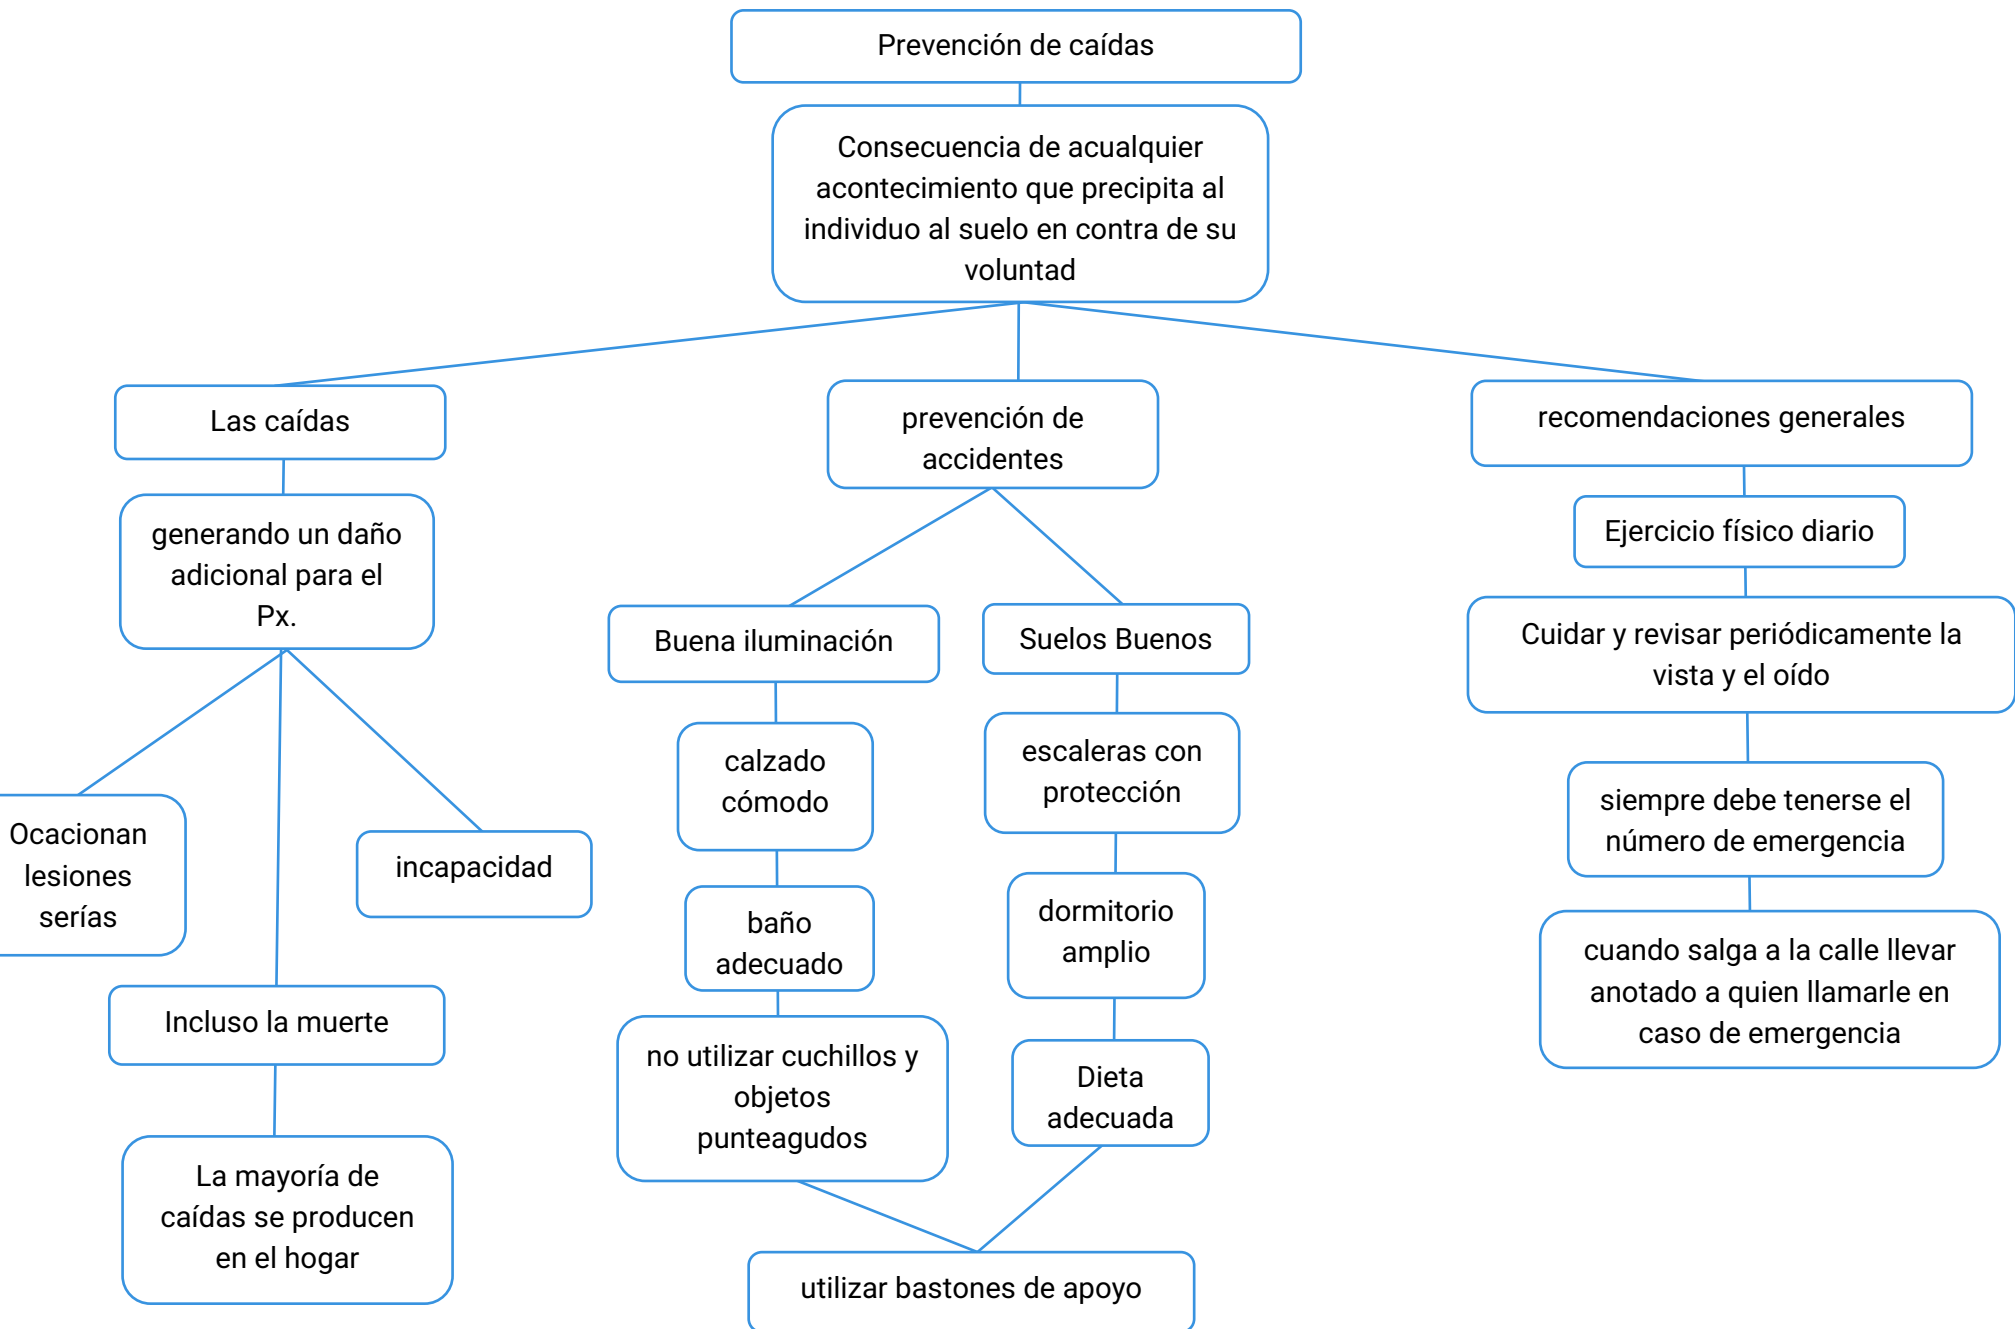 Prevención de caídas
Consecuencia de acualquier
acontecimiento que precipita al
individuo al suelo en contra de su
voluntad
Las caídas
generando un daño
adicional para el
Px.
Ocacionan
lesiones
serías
incapacidad
Incluso la muerte
La mayoría de
caídas se producen
en el hogar
prevención de
accidentes
Buena iluminación
calzado
cómodo
baño
adecuado
no utilizar cuchillos y
objetos
punteagudos
Suelos Buenos
escaleras con
protección
dormitorio
amplio
Dieta
adecuada
utilizar bastones de apoyo
recomendaciones generales
Ejercicio físico diario
Cuidar y revisar periódicamente la
vista y el oído
siempre debe tenerse el
número de emergencia
cuando salga a la calle llevar
anotado a quien llamarle en
caso de emergencia